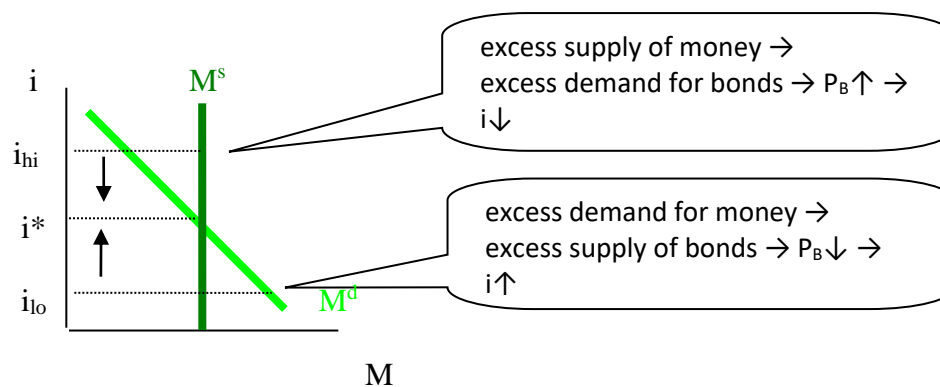 excess supply of money →
excess demand for bonds → P_B↑ →
i↓
i
M^s
i_hi
i*
i_lo
M^d
excess demand for money →
excess supply of bonds → P_B↓ →
i↑
M